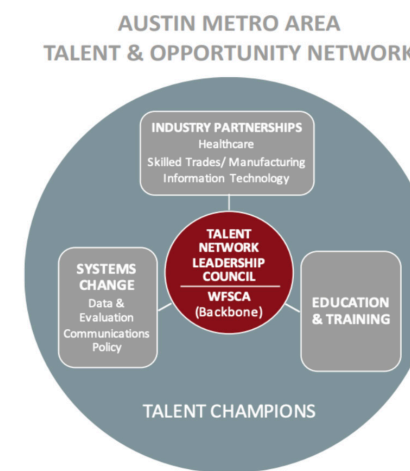 AUSTIN METRO AREA
TALENT & OPPORTUNITY NETWORK
INDUSTRY PARTNERSHIPS
Healthcare
Skilled Trades/ Manufacturing
Information Technology
TALENT
NETWORK
LEADERSHIP
COUNCIL
WFSCA
(Backbone)
SYSTEMS
CHANGE
Data &
Evaluation
Communications
Policy
EDUCATION
& TRAINING
TALENT CHAMPIONS